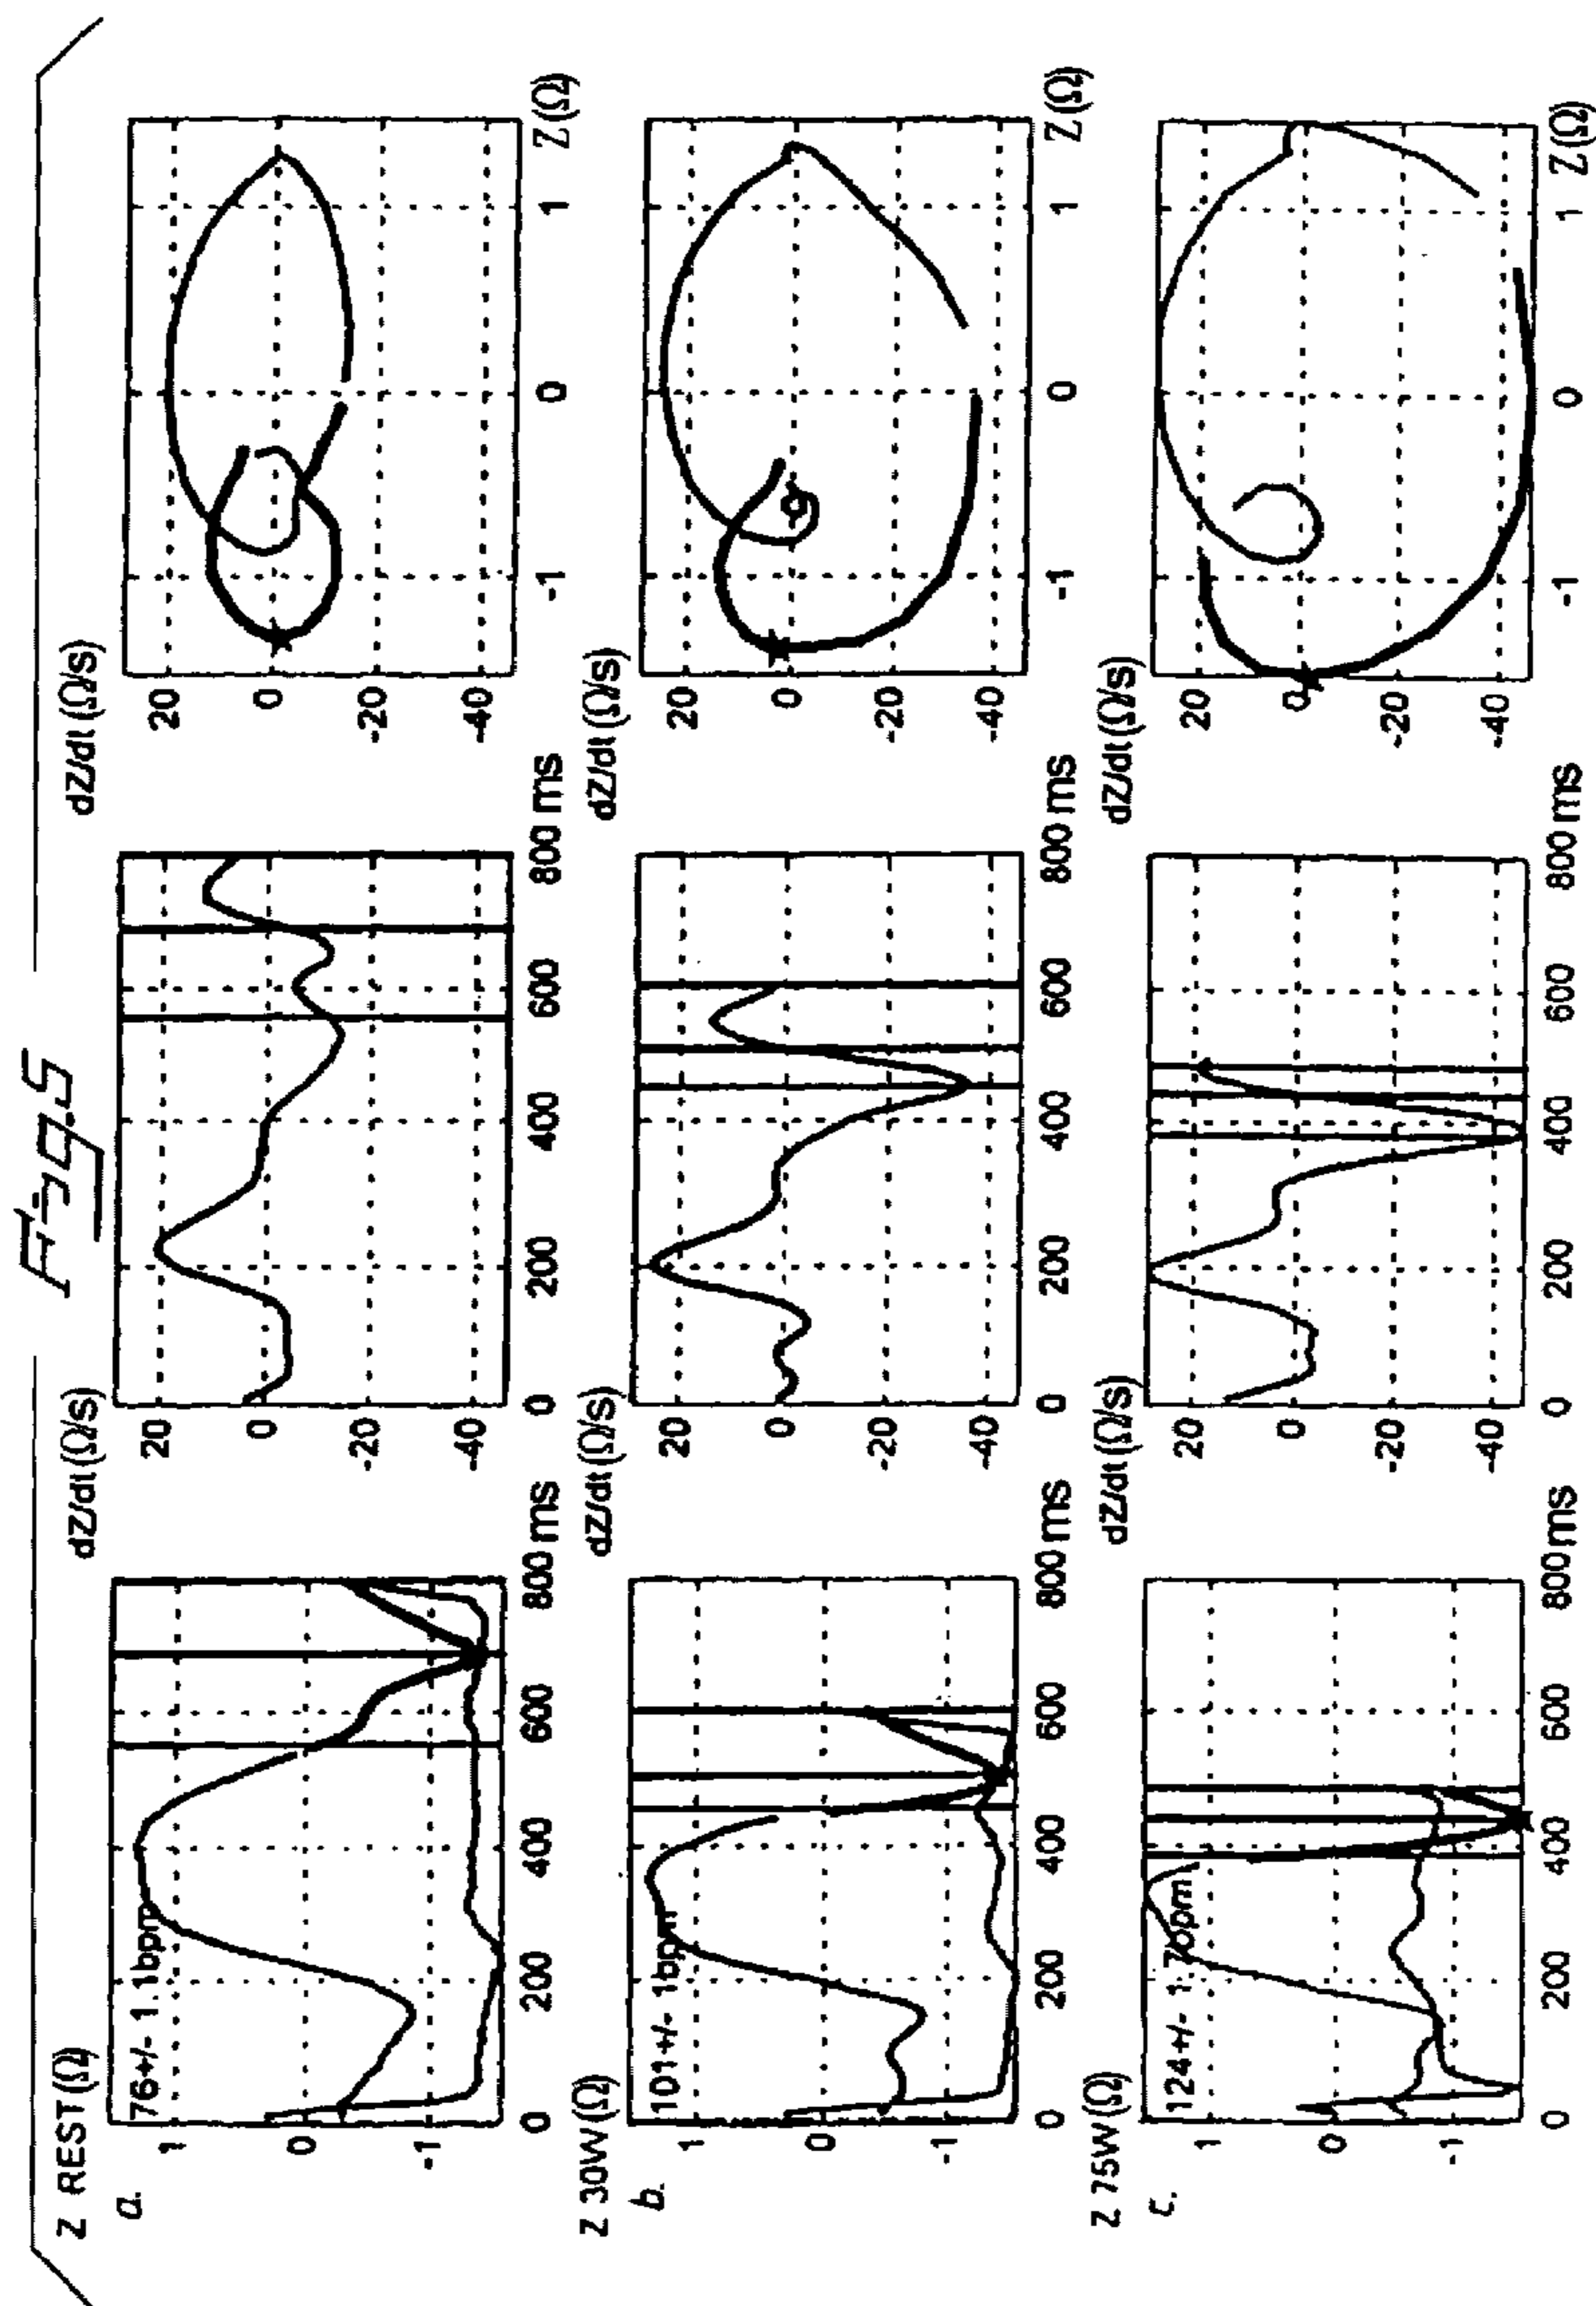 Fig. 5
Z REST (Ω)
a.
76+/- 1.1bpm
1
0
-1
0
200
400
600
800 ms
dZ/dt (Ω/s)
20
0
-20
-40
0
200
400
600
800 ms
dZ/dt (Ω/s)
20
0
-20
-40
-1
0
1
Z (Ω)
Z 30W (Ω)
b.
101+/- 1bpm
1
0
-1
0
200
400
600
800 ms
dZ/dt (Ω/s)
20
0
-20
-40
0
200
400
600
800 ms
dZ/dt (Ω/s)
20
0
-20
-40
-1
0
1
Z (Ω)
Z 75W (Ω)
c.
124+/- 1.7bpm
1
0
-1
0
200
400
600
800 ms
dZ/dt (Ω/s)
20
0
-20
-40
0
200
400
600
800 ms
dZ/dt (Ω/s)
20
0
-20
-40
-1
0
1
Z (Ω)